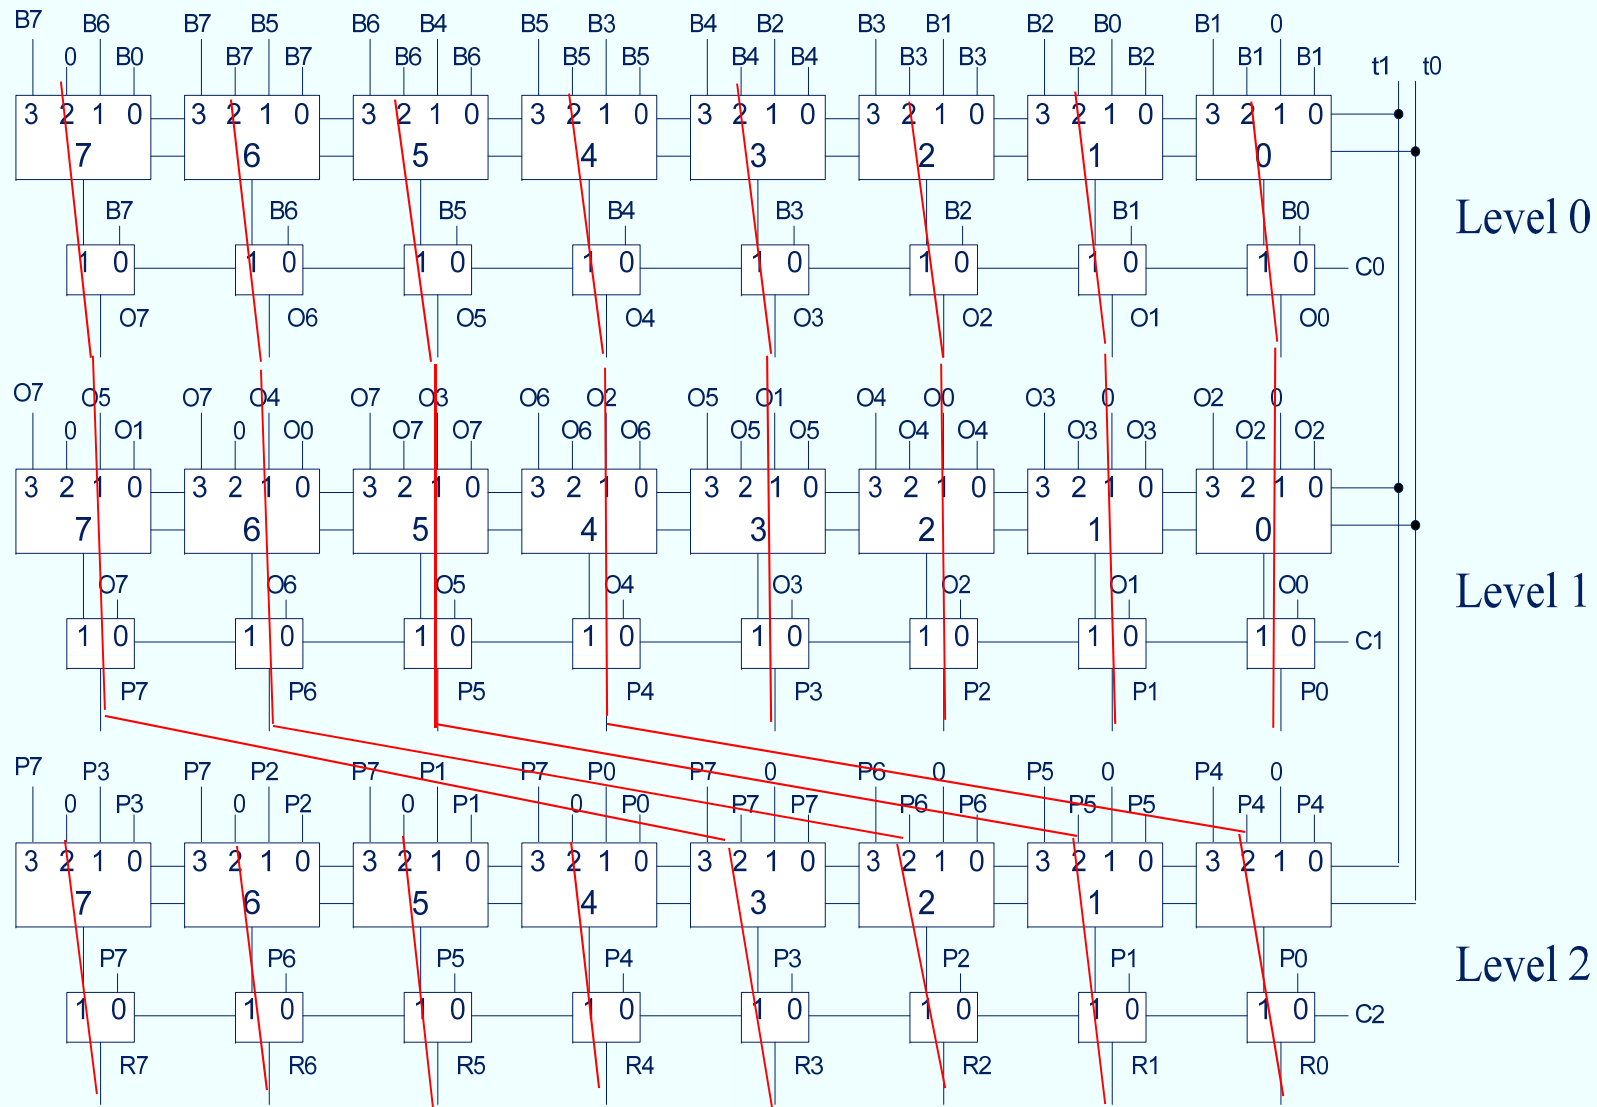 B7 B6 B7 B5 B6 B4 B5 B3 B4 B2 B3 B1 B2 B0 B1 0
0 B0 B7 B7 B6 B6 B5 B5 B4 B4 B3 B3 B2 B2 B1 B1 t1 t0
3 2 1 0 3 2 1 0 3 2 1 0 3 2 1 0 3 2 1 0 3 2 1 0 3 2 1 0 3 2 1 0
7 6 5 4 3 2 1 0
B7 B6 B5 B4 B3 B2 B1 B0 Level 0
1 0 1 0 1 0 1 0 1 0 1 0 1 0 1 0 C0
O7 O6 O5 O4 O3 O2 O1 O0
O7 O5 O7 O4 O7 O3 O6 O2 O5 O1 O4 O0 O3 0 O2 0
0 O1 0 O0 O7 O7 O6 O6 O5 O5 O4 O4 O3 O3 O2 O2
3 2 1 0 3 2 1 0 3 2 1 0 3 2 1 0 3 2 1 0 3 2 1 0 3 2 1 0 3 2 1 0
7 6 5 4 3 2 1 0
O7 O6 O5 O4 O3 O2 O1 O0 Level 1
1 0 1 0 1 0 1 0 1 0 1 0 1 0 1 0 C1
P7 P6 P5 P4 P3 P2 P1 P0
P7 P3 P7 P2 P7 P1 P7 P0 P7 0 P6 0 P5 0 P4 0
0 P3 0 P2 0 P1 0 P0 P7 P7 P6 P6 P5 P5 P4 P4
3 2 1 0 3 2 1 0 3 2 1 0 3 2 1 0 3 2 1 0 3 2 1 0 3 2 1 0 3 2 1 0
7 6 5 4 3 2 1
P7 P6 P5 P4 P3 P2 P1 P0 Level 2
1 0 1 0 1 0 1 0 1 0 1 0 1 0 1 0 C2
R7 R6 R5 R4 R3 R2 R1 R0